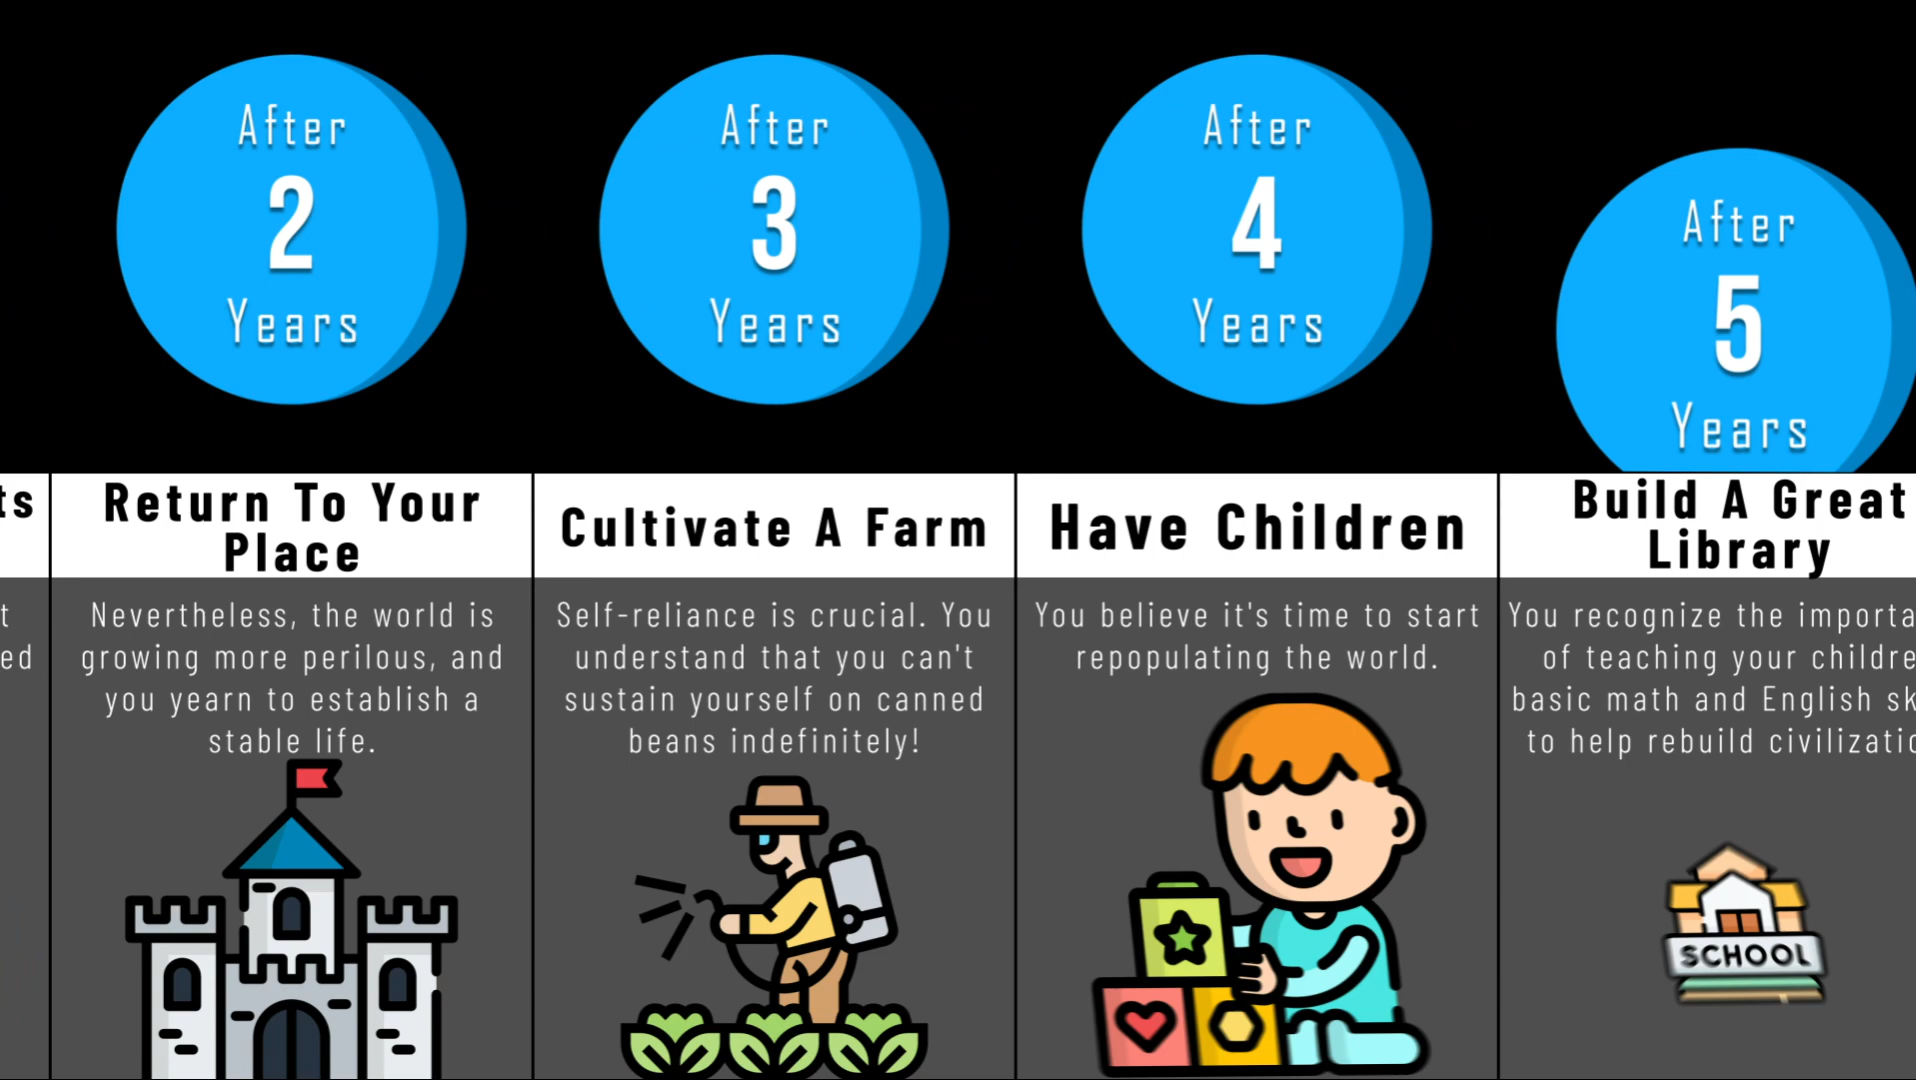 After
2
Years
After
3
Years
After
4
Years
After
5
Years
ts
Return To Your
Place
Cultivate A Farm
Have Children
Build A Great
Library
t
ed
Nevertheless, the world is
growing more perilous, and
you yearn to establish a
stable life.
Self-reliance is crucial. You
understand that you can't
sustain yourself on canned
beans indefinitely!
You believe it's time to start
repopulating the world.
You recognize the importa
of teaching your childre
basic math and English sk
to help rebuild civilizatio
SCHOOL